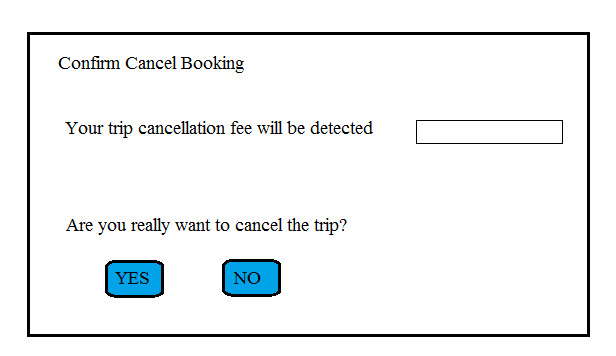 Confirm Cancel Booking
Your trip cancellation fee will be detected
Are you really want to cancel the trip?
YES NO